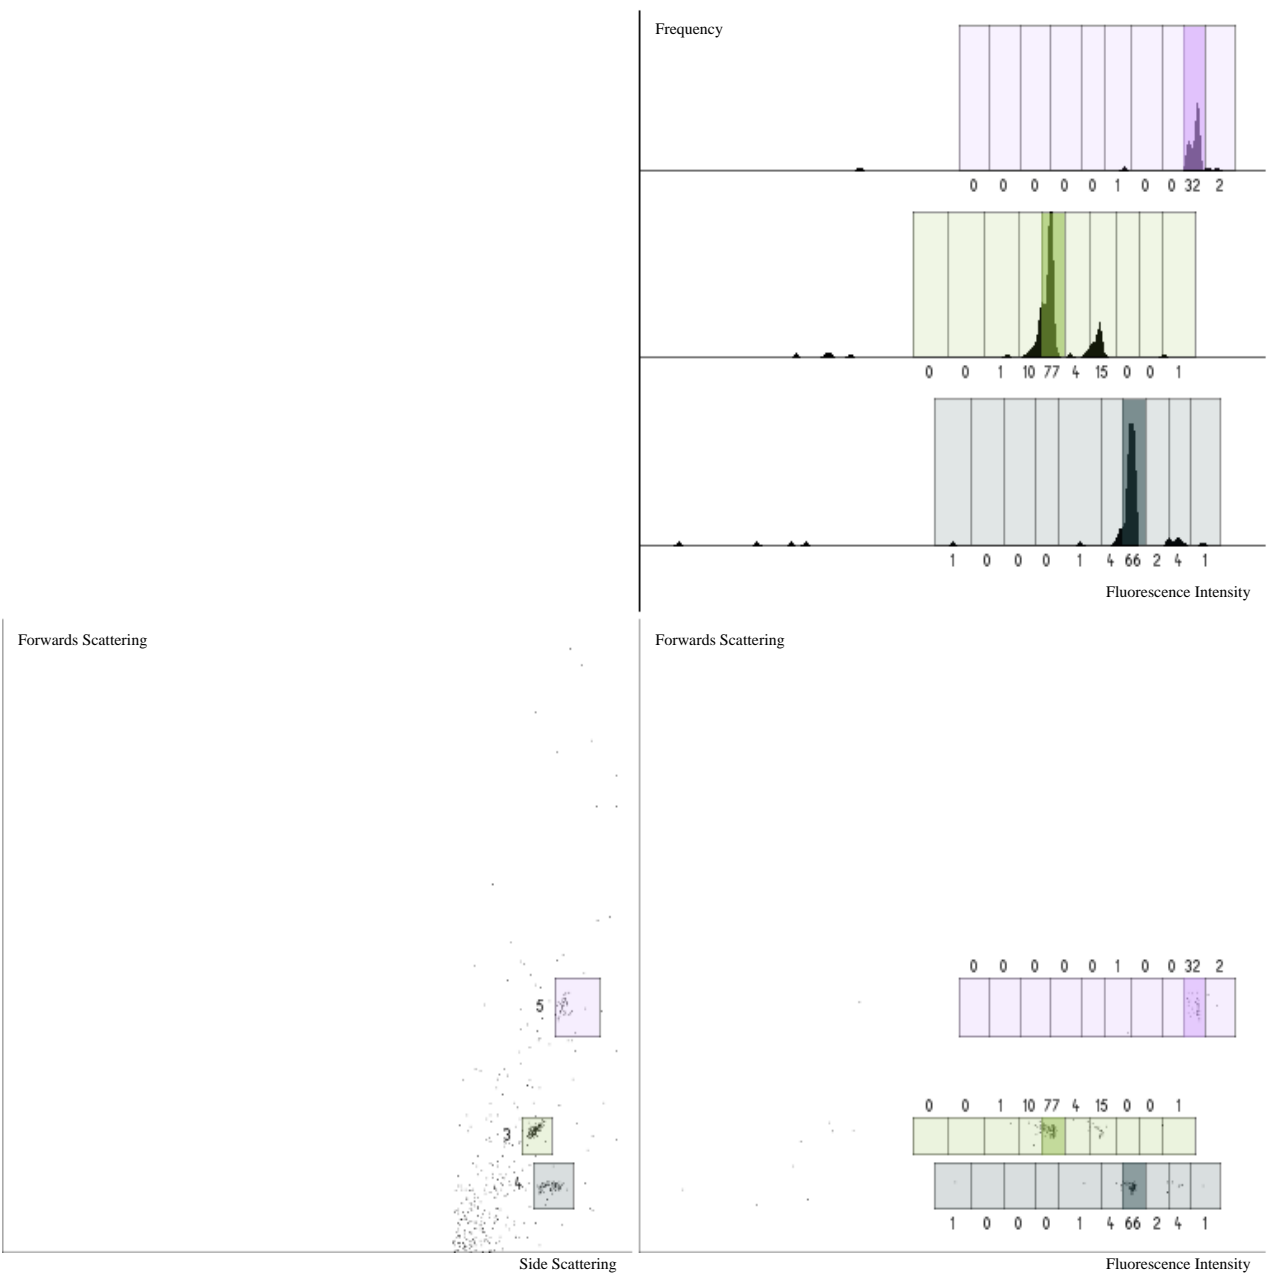 Frequency
0 0 0 0 0 1 0 0 32 2
0 0 1 10 77 4 15 0 0 1
1 0 0 0 1 4 66 2 4 1
Fluorescence Intensity
Forwards Scattering
5
3
4
Side Scattering
Forwards Scattering
0 0 0 0 0 1 0 0 32 2
0 0 1 10 77 4 15 0 0 1
1 0 0 0 1 4 66 2 4 1
Fluorescence Intensity